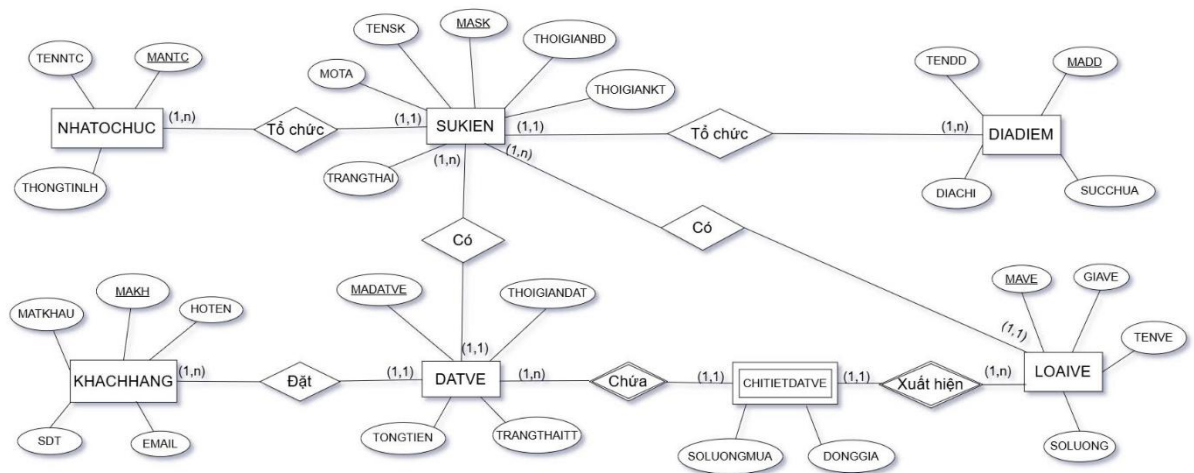 TENSK
MASK
THOIGIANBD
TENNTC
MANTC
TENDD
MADD
MOTA
THOIGIANKT
NHATOCHUC
(1,n)
Tổ chức
(1,1)
SUKIEN
(1,1)
Tổ chức
(1,n)
DIADIEM
THONGTINLH
TRANGTHAI
(1,n)
(1,n)
DIACHI
SUCCHUA
Có
Có
MATKHAU
MAKH
HOTEN
MADATVE
THOIGIANDAT
MAVE
GIAVE
TENVE
(1,1)
(1,1)
KHACHHANG
(1,n)
Đặt
(1,1)
DATVE
(1,n)
Chứa
(1,1)
CHITIETDATVE
(1,1)
Xuất hiện
(1,n)
LOAIVE
SDT
EMAIL
TONGTIEN
TRANGTHAITT
SOLUONGMUA
DONGGIA
SOLUONG